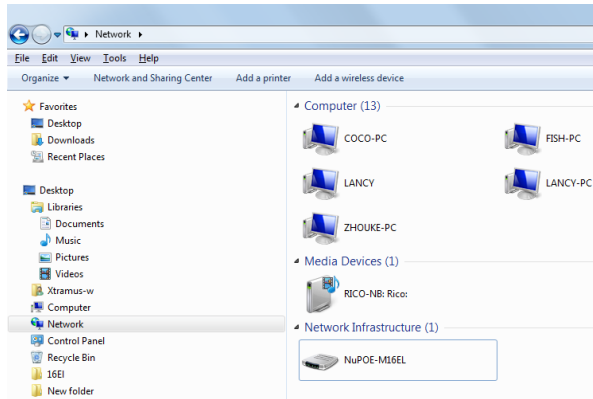 Network
File Edit View Tools Help
Organize Network and Sharing Center Add a printer Add a wireless device
Favorites
Desktop
Downloads
Recent Places
Desktop
Libraries
Documents
Music
Pictures
Videos
Xtramus-w
Computer
Network
Control Panel
Recycle Bin
16EI
New folder
Computer (13)
COCO-PC FISH-PC
LANCY LANCY-PC
ZHOUKE-PC
Media Devices (1)
RICO-NB: Rico:
Network Infrastructure (1)
NuPOE-M16EL